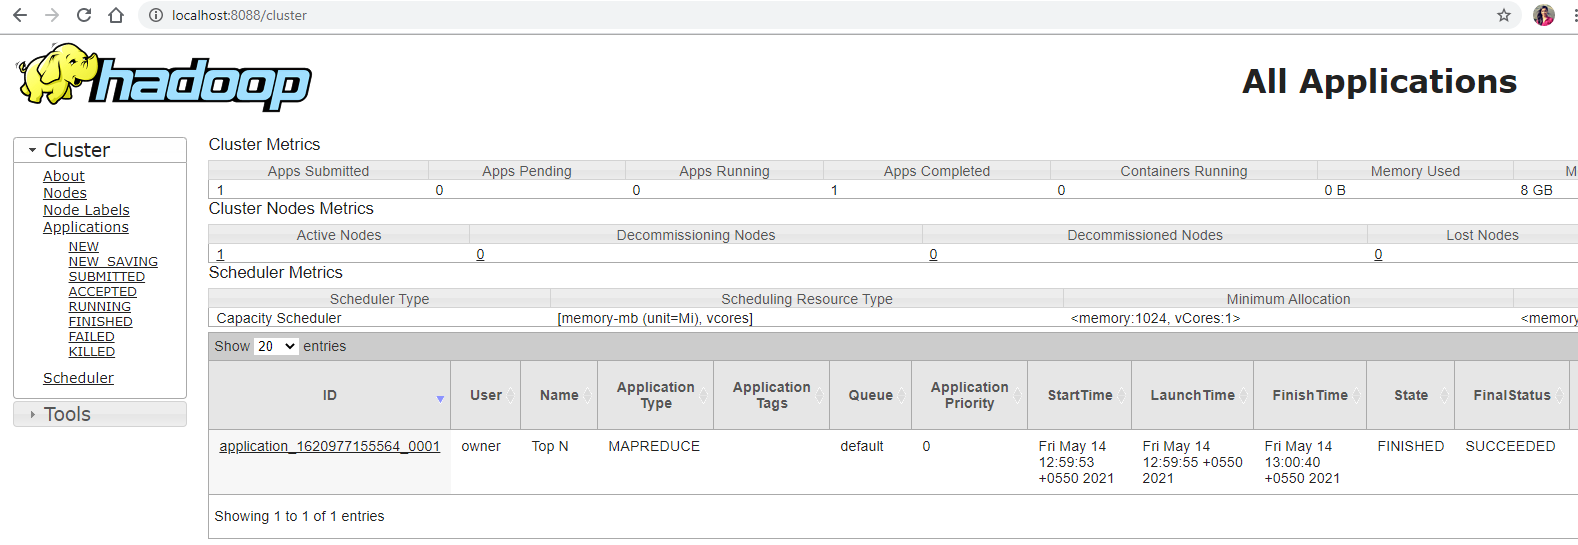 localhost:8088/cluster
hadoop
All Applications
Cluster
About
Nodes
Node Labels
Applications
NEW
NEW_SAVING
SUBMITTED
ACCEPTED
RUNNING
FINISHED
FAILED
KILLED
Scheduler
Tools
Cluster Metrics
Apps Submitted Apps Pending Apps Running Apps Completed Containers Running Memory Used M
1 0 0 1 0 0 B 8 GB
Cluster Nodes Metrics
Active Nodes Decommissioning Nodes Decommissioned Nodes Lost Nodes
1 0 0 0
Scheduler Metrics
Scheduler Type Scheduling Resource Type Minimum Allocation
Capacity Scheduler [memory-mb (unit=Mi), vcores] <memory:1024, vCores:1> <memory
Show 20 entries
ID User Name Application Type Application Tags Queue Application Priority StartTime LaunchTime FinishTime State FinalStatus
application_1620977155564_0001 owner Top N MAPREDUCE default 0 Fri May 14 Fri May 14 Fri May 14 FINISHED SUCCEEDED
12:59:53 12:59:55 +0550 13:00:40
+0550 2021 2021 +0550 2021
Showing 1 to 1 of 1 entries